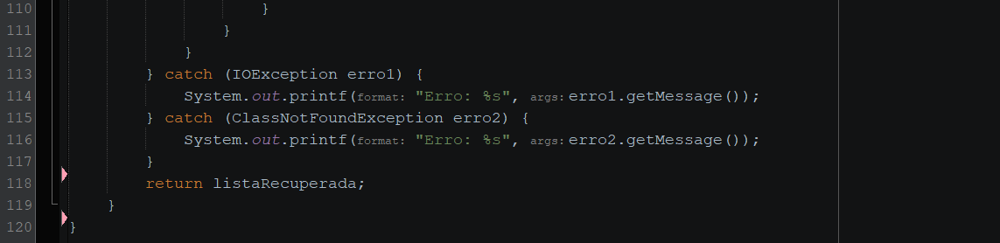 110 }
111 }
112 }
113 } catch (IOException erro1) {
114 System.out.printf(format: "Erro: %s", args: erro1.getMessage());
115 } catch (ClassNotFoundException erro2) {
116 System.out.printf(format: "Erro: %s", args: erro2.getMessage());
117 }
118 return listaRecuperada;
119 }
120 }